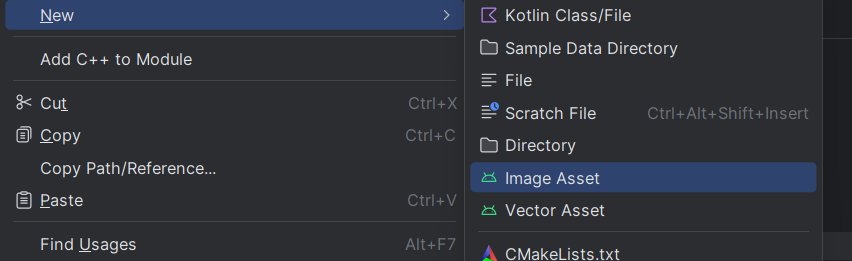 New
Add C++ to Module
Cut Ctrl+X
Copy Ctrl+C
Copy Path/Reference...
Paste Ctrl+V
Find Usages Alt+F7
Kotlin Class/File
Sample Data Directory
File
Scratch File Ctrl+Alt+Shift+Insert
Directory
Image Asset
Vector Asset
CMakeLists.txt